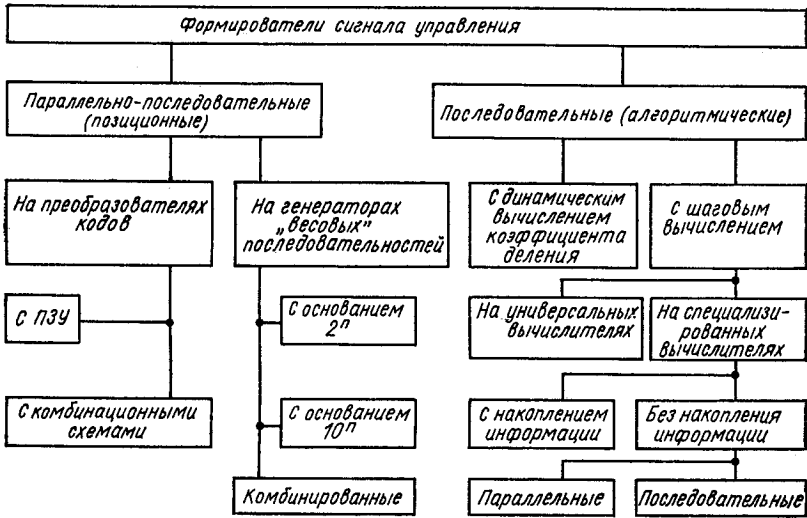 Формирователи сигнала управления
Параллельно-последовательные
(позиционные)
Последовательные (алгоритмические)
На преобразователях
кодов
На генераторах
„весовых”
последовательностей
С динамическим
вычислением
коэффициента
деления
С шаговым
вычислением
С ПЗУ
С основанием
2ⁿ
На универсальных
вычислителях
На специализи-
рованных
вычислителях
С комбинационными
схемами
С основанием
10ⁿ
С накоплением
информации
Без накопления
информации
Комбинированные
Параллельные
Последовательные